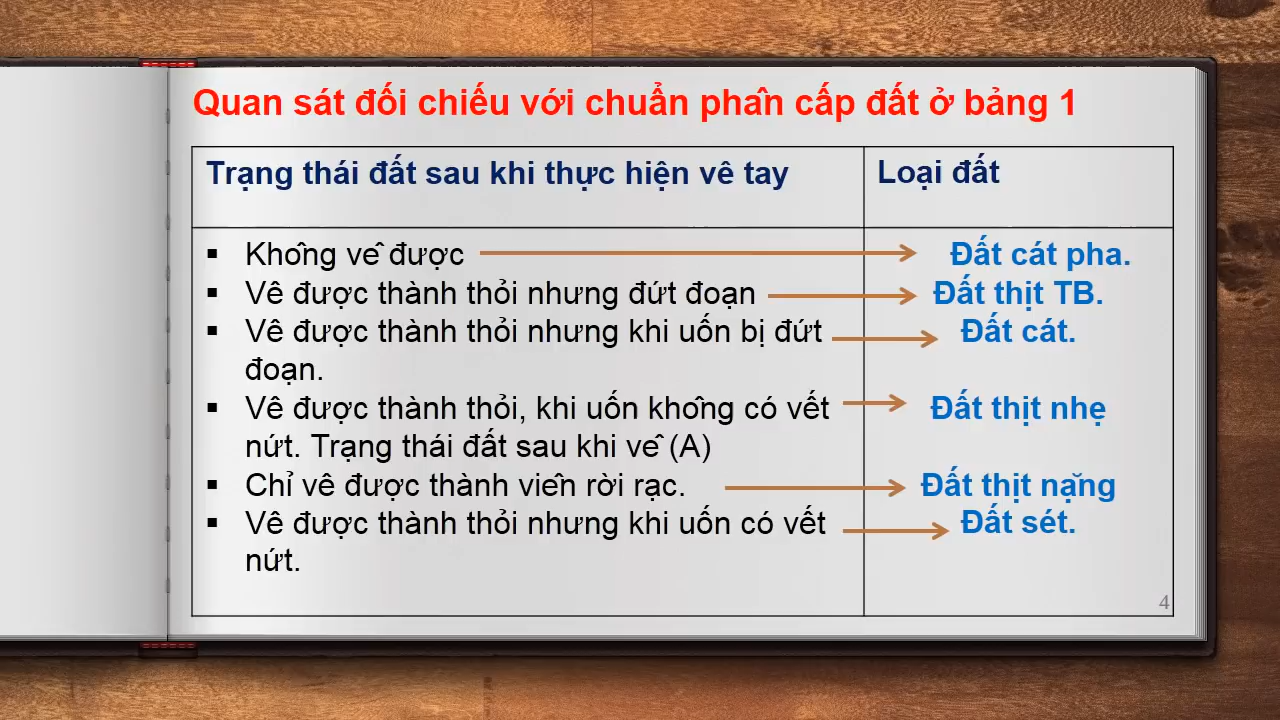 Quan sát đối chiếu với chuẩn phân cấp đất ở bảng 1
Trạng thái đất sau khi thực hiện vê tay
Loại đất
▪ Không vê được
Đất cát pha.
▪ Vê được thành thỏi nhưng đứt đoạn
Đất thịt TB.
▪ Vê được thành thỏi nhưng khi uốn bị đứt
đoạn.
Đất cát.
▪ Vê được thành thỏi, khi uốn không có vết
nứt. Trạng thái đất sau khi vê (A)
Đất thịt nhẹ
▪ Chỉ vê được thành viên rời rạc.
Đất thịt nặng
▪ Vê được thành thỏi nhưng khi uốn có vết
nứt.
Đất sét.
4